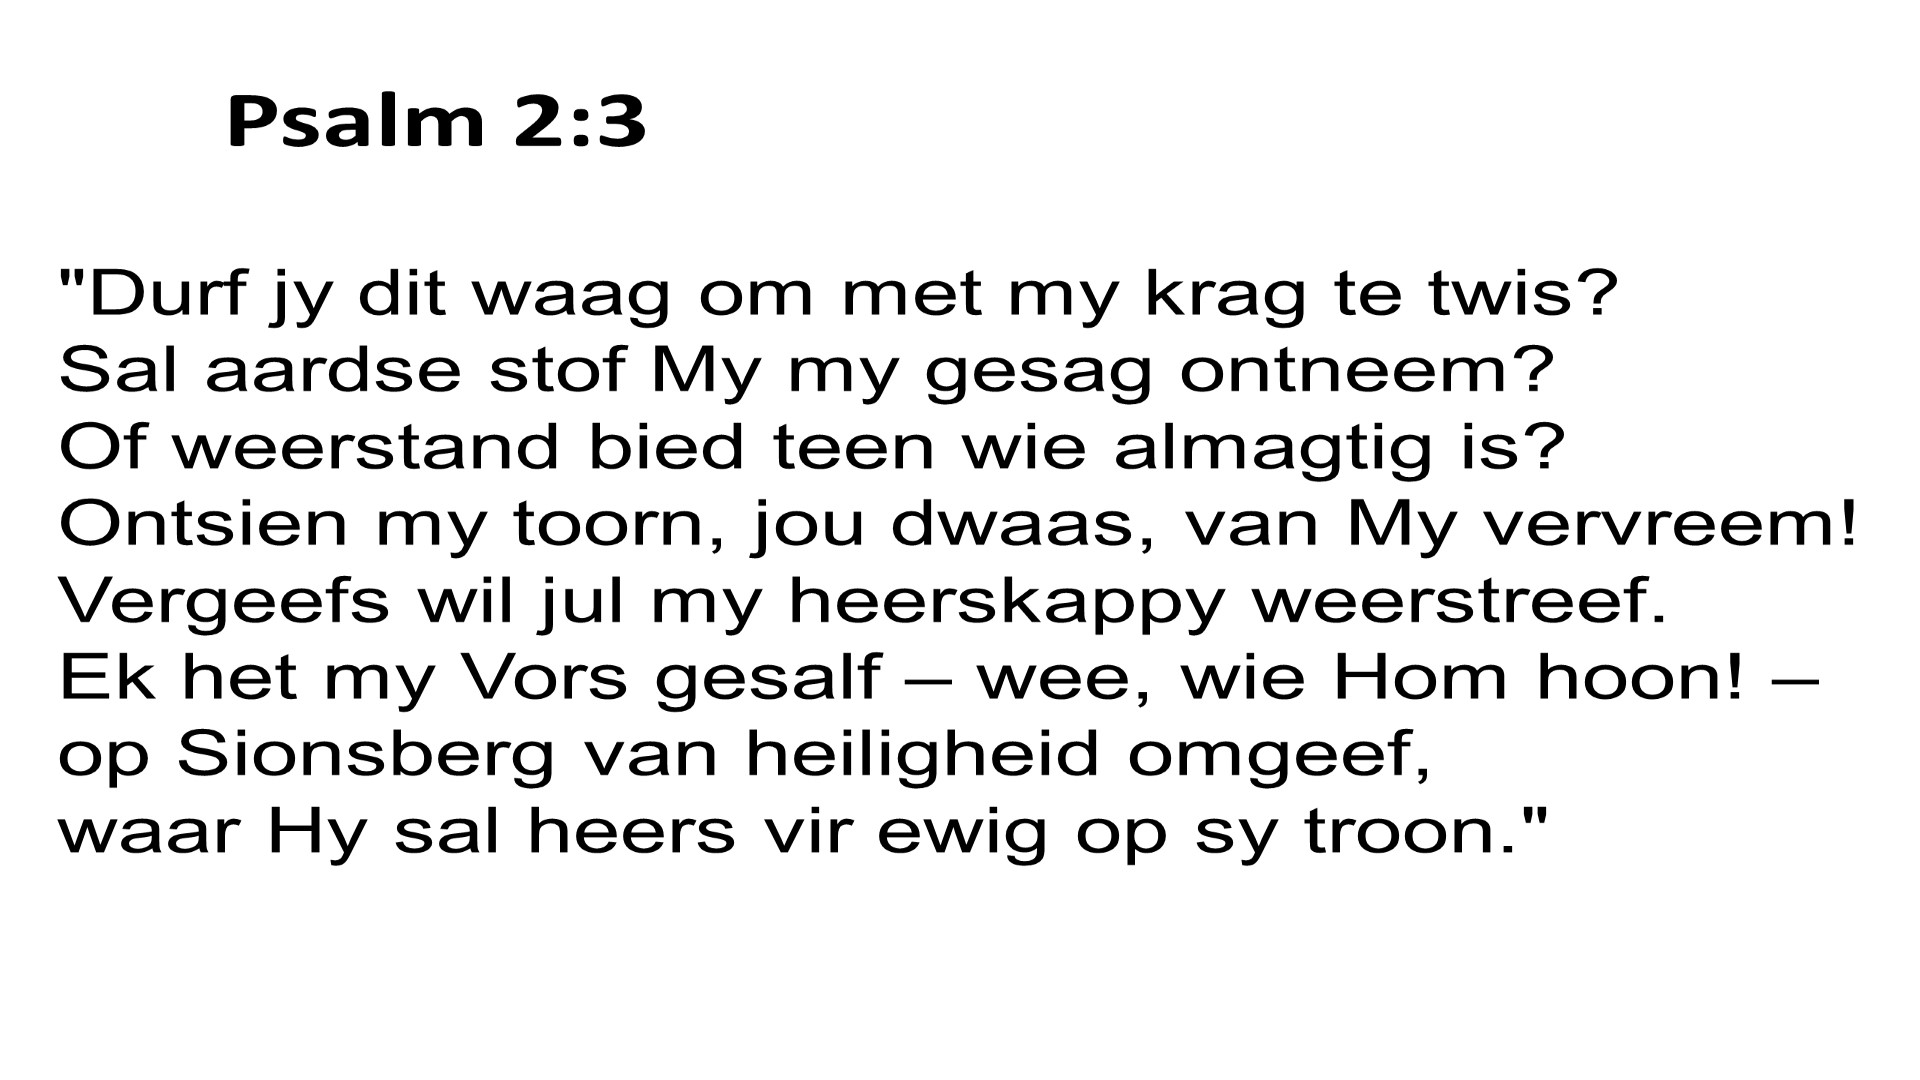 Psalm 2:3
"Durf jy dit waag om met my krag te twis?
Sal aardse stof My my gesag ontneem?
Of weerstand bied teen wie almagtig is?
Ontsien my toorn, jou dwaas, van My vervreem!
Vergeefs wil jul my heerskappy weerstreef.
Ek het my Vors gesalf – wee, wie Hom hoon! –
op Sionsberg van heiligheid omgeef,
waar Hy sal heers vir ewig op sy troon."